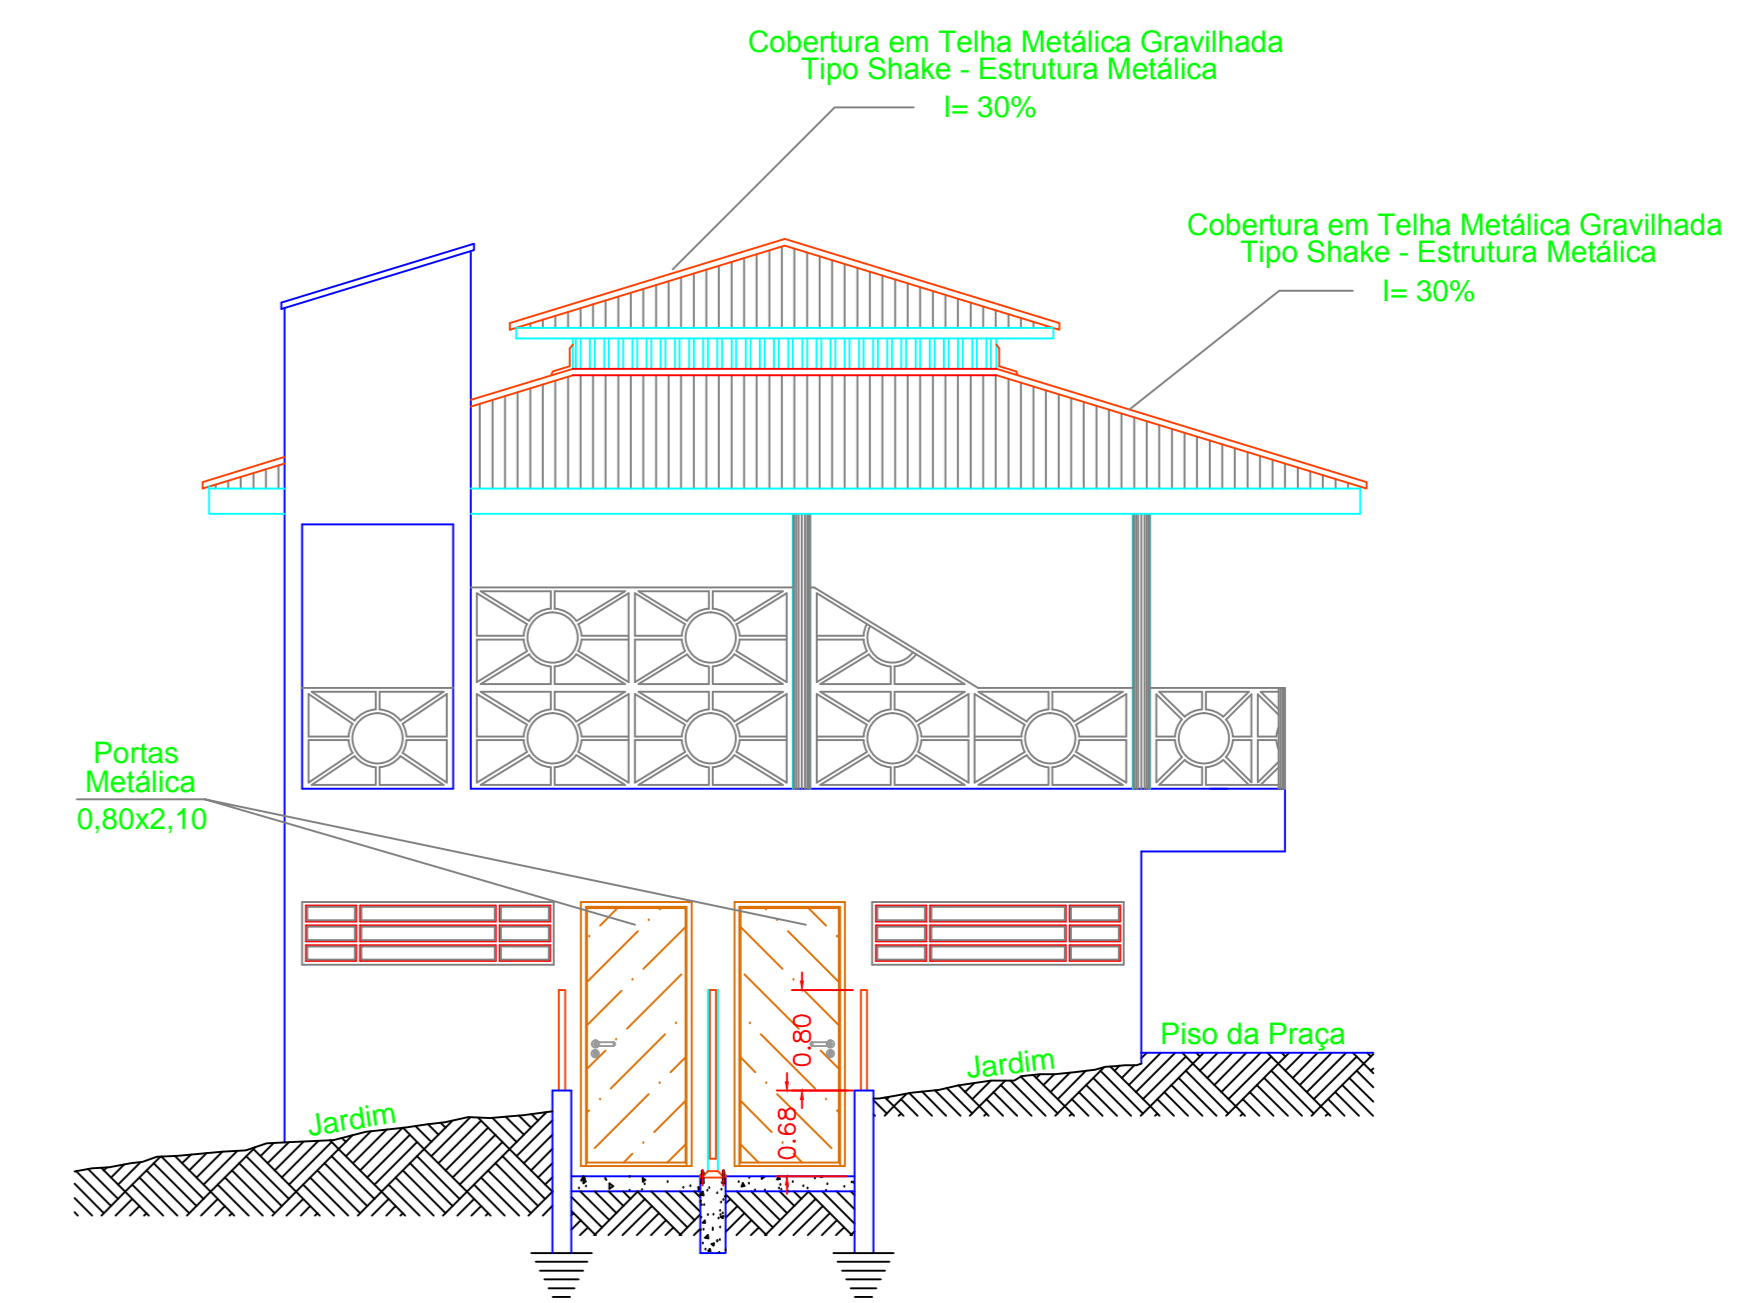 Cobertura em Telha Metálica Gravilhada
Tipo Shake - Estrutura Metálica
I= 30%
Cobertura em Telha Metálica Gravilhada
Tipo Shake - Estrutura Metálica
I= 30%
Portas
Metálica
0,80x2,10
0.80
Piso da Praça
Jardim
Jardim
0.68